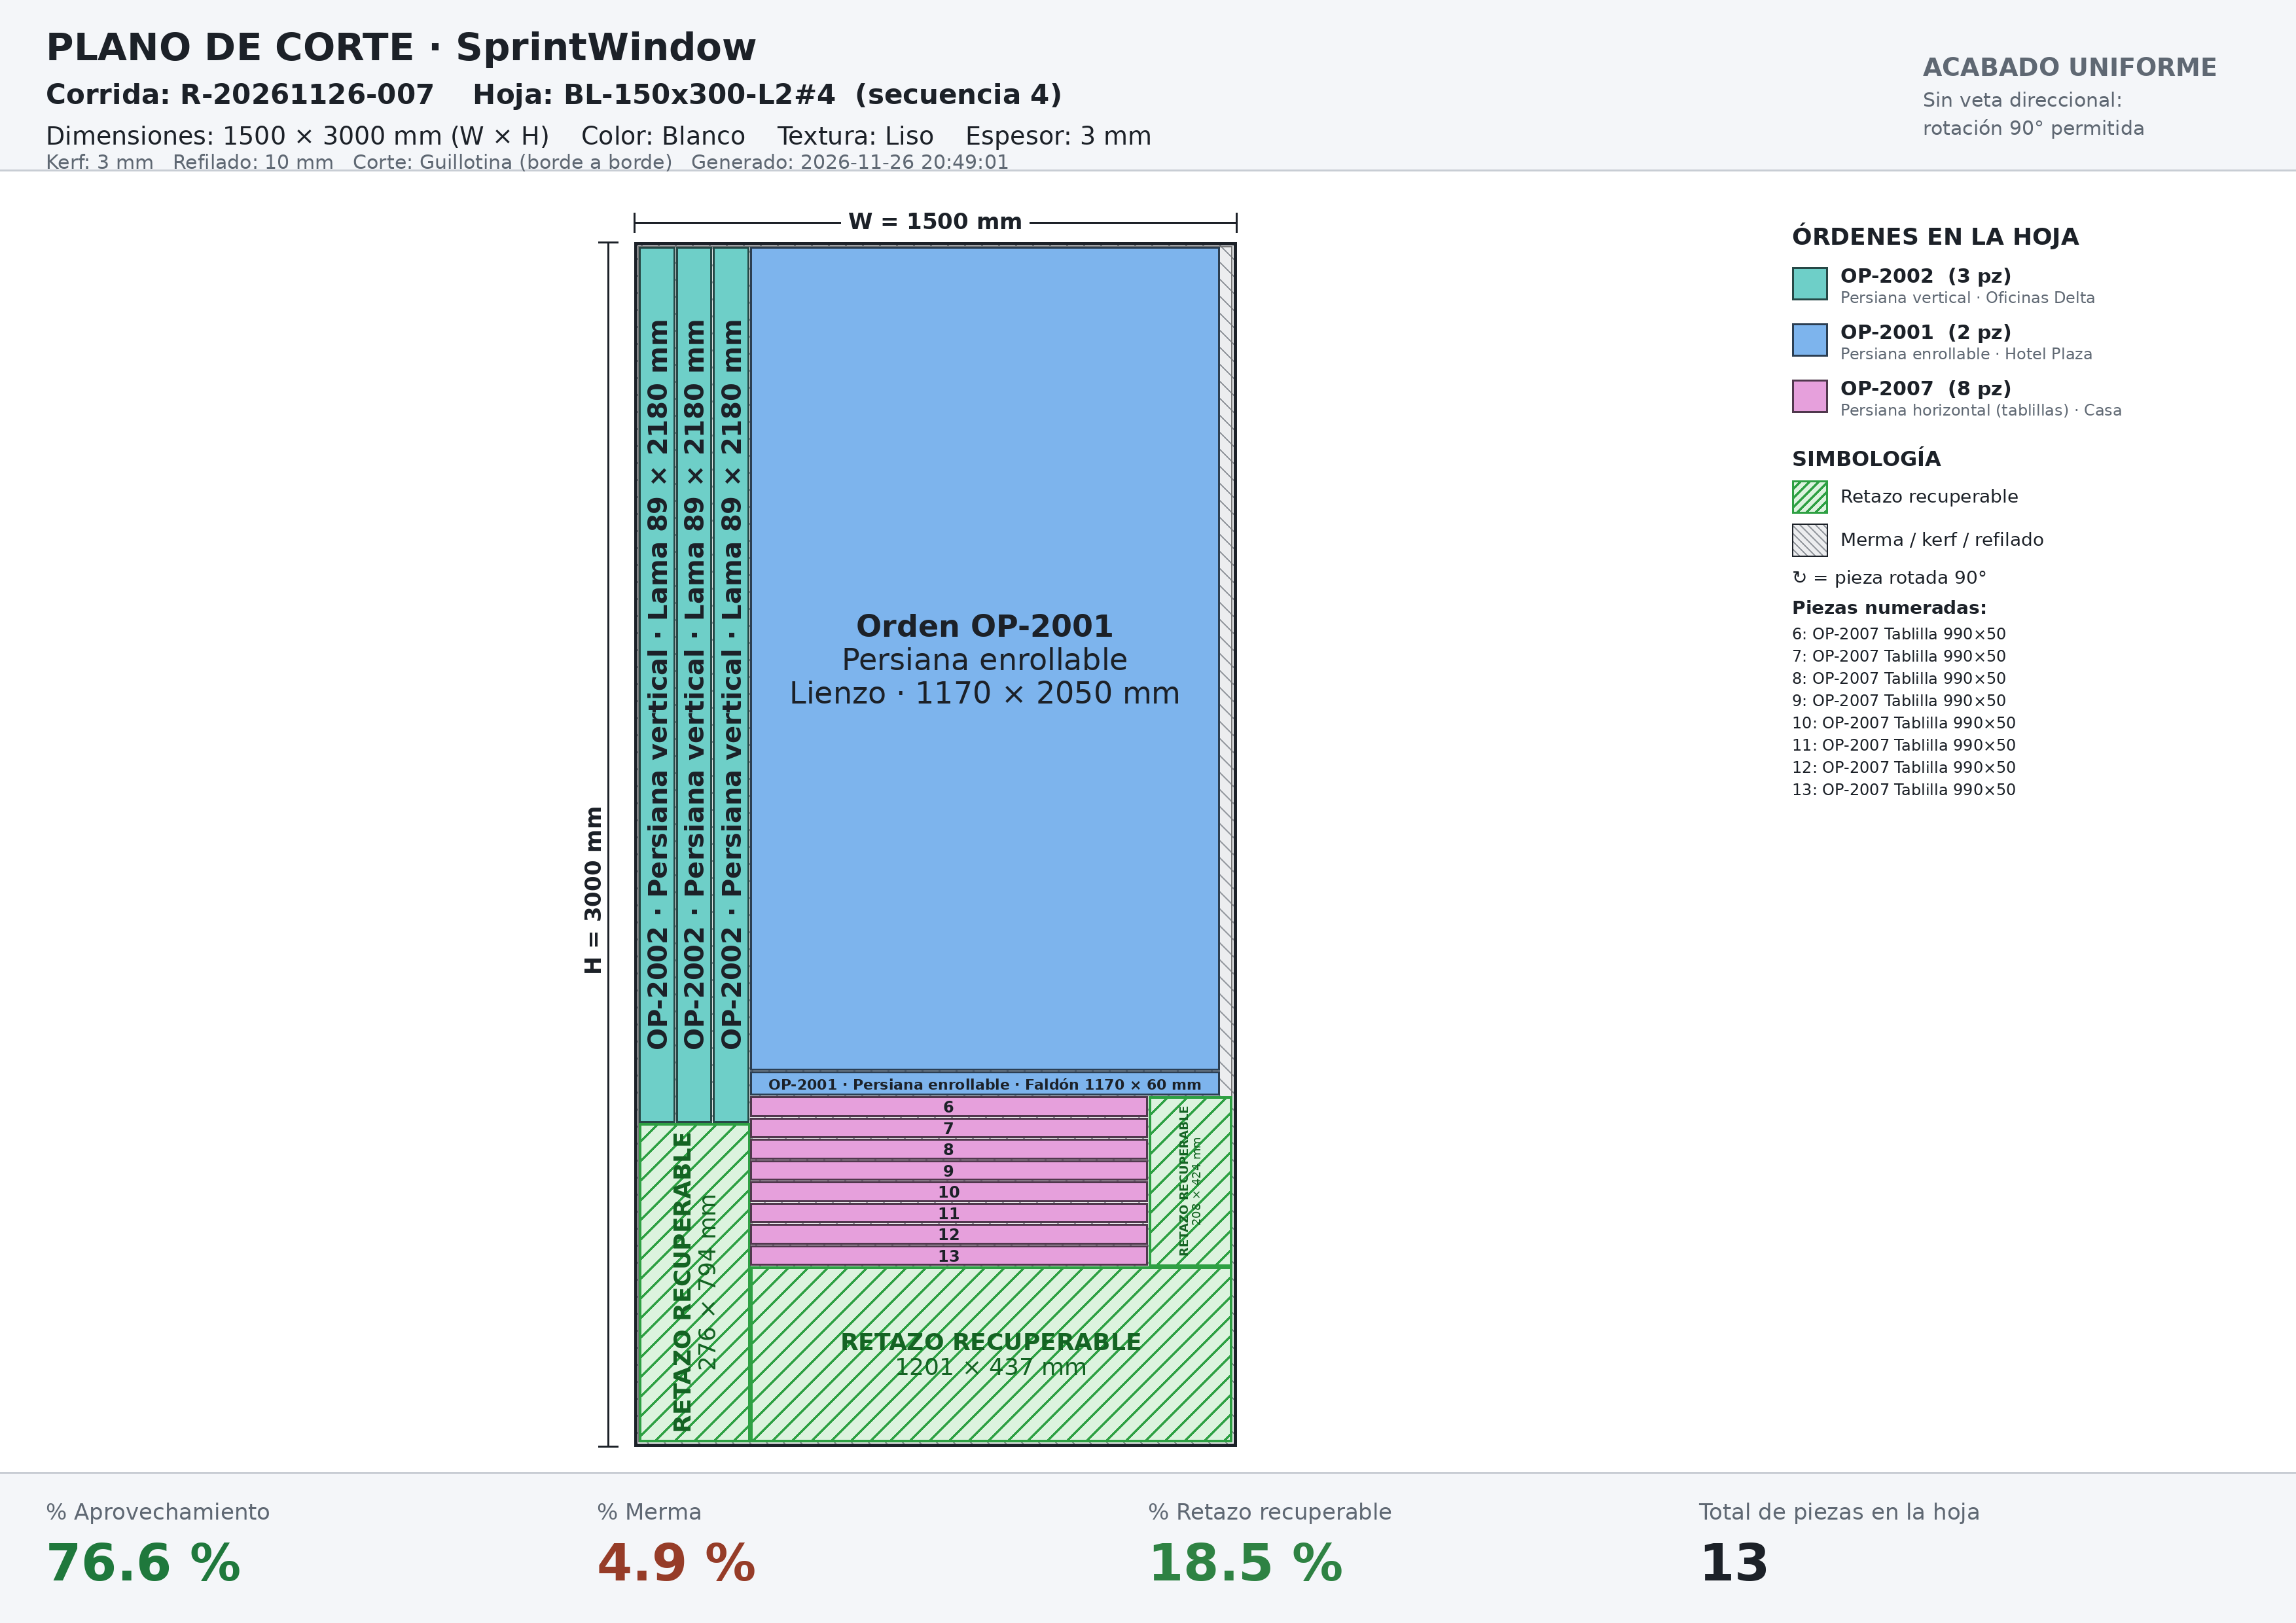 PLANO DE CORTE · SprintWindow
Corrida: R-20261126-007 Hoja: BL-150x300-L2#4 (secuencia 4)
Dimensiones: 1500 × 3000 mm (W × H) Color: Blanco Textura: Liso Espesor: 3 mm
Kerf: 3 mm Refilado: 10 mm Corte: Guillotina (borde a borde) Generado: 2026-11-26 20:49:01
ACABADO UNIFORME
Sin veta direccional:
rotación 90° permitida
W = 1500 mm
H = 3000 mm
OP-2002 · Persiana vertical · Lama 89 × 2180 mm
OP-2002 · Persiana vertical · Lama 89 × 2180 mm
OP-2002 · Persiana vertical · Lama 89 × 2180 mm
Orden OP-2001
Persiana enrollable
Lienzo · 1170 × 2050 mm
OP-2001 · Persiana enrollable · Faldón 1170 × 60 mm
6
7
8
9
10
11
12
13
RETAZO RECUPERABLE
208 × 424 mm
RETAZO RECUPERABLE
276 × 794 mm
RETAZO RECUPERABLE
1201 × 437 mm
ÓRDENES EN LA HOJA
OP-2002 (3 pz)
Persiana vertical · Oficinas Delta
OP-2001 (2 pz)
Persiana enrollable · Hotel Plaza
OP-2007 (8 pz)
Persiana horizontal (tablillas) · Casa
SIMBOLOGÍA
Retazo recuperable
Merma / kerf / refilado
↻ = pieza rotada 90°
Piezas numeradas:
6: OP-2007 Tablilla 990×50
7: OP-2007 Tablilla 990×50
8: OP-2007 Tablilla 990×50
9: OP-2007 Tablilla 990×50
10: OP-2007 Tablilla 990×50
11: OP-2007 Tablilla 990×50
12: OP-2007 Tablilla 990×50
13: OP-2007 Tablilla 990×50
% Aprovechamiento
76.6 %
% Merma
4.9 %
% Retazo recuperable
18.5 %
Total de piezas en la hoja
13